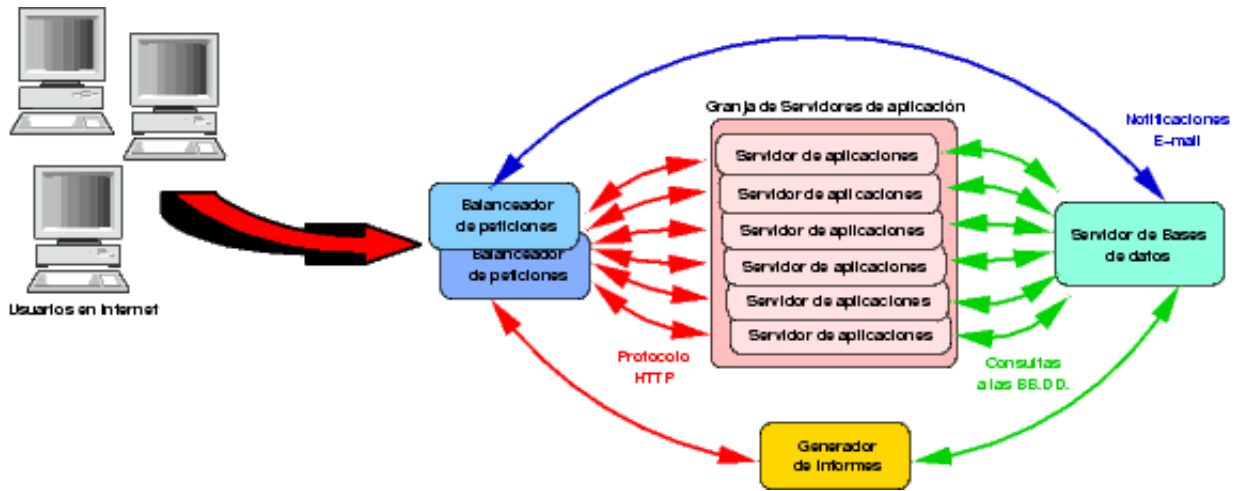 Usuarios en Internet
Balanceador
de peticiones
Balanceador
de peticiones
Granja de Servidores de aplicación
Servidor de aplicaciones
Servidor de aplicaciones
Servidor de aplicaciones
Servidor de aplicaciones
Servidor de aplicaciones
Servidor de aplicaciones
Protocolo
HTTP
Notificaciones
E-mail
Servidor de Bases
de datos
Consultas
a las BB.DD.
Generador
de Informes